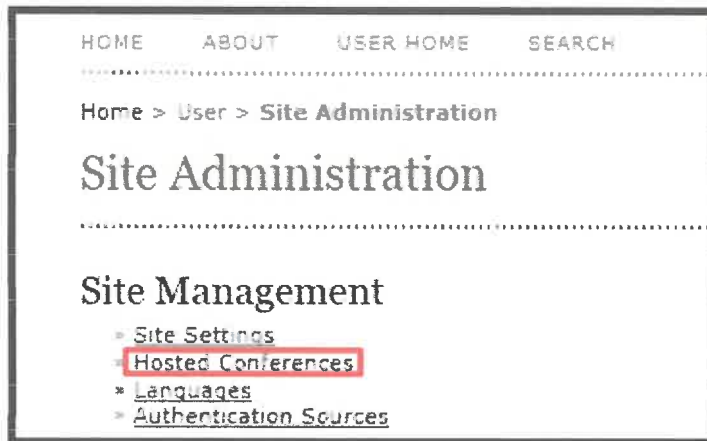 HOME ABOUT USER HOME SEARCH
Home > User > Site Administration
Site Administration
Site Management
» Site Settings
» Hosted Conferences
» Languages
» Authentication Sources